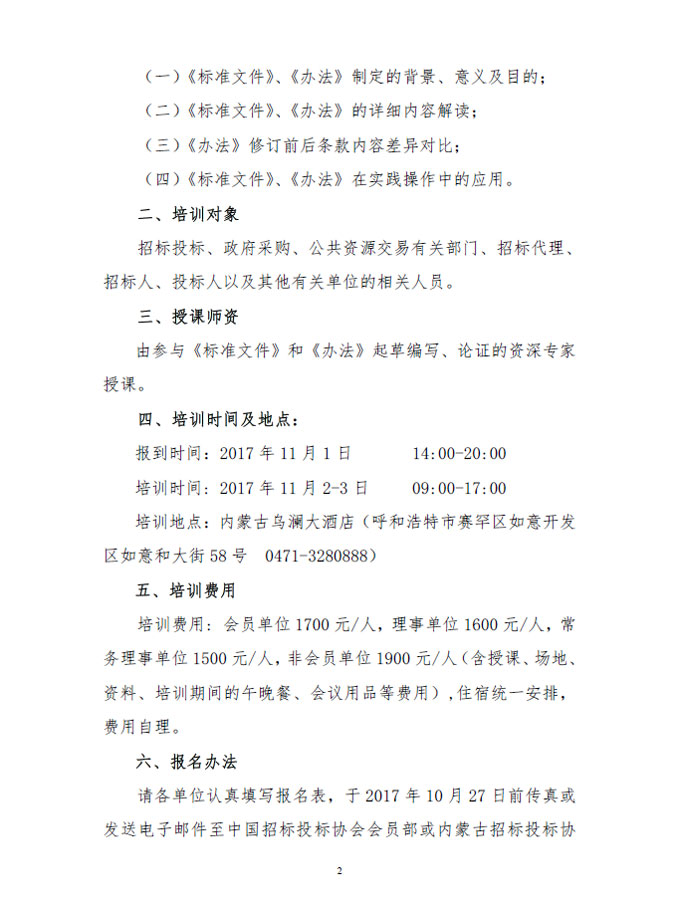 （一）《标准文件》、《办法》制定的背景、意义及目的；
（二）《标准文件》、《办法》的详细内容解读；
（三）《办法》修订前后条款内容差异对比；
（四）《标准文件》、《办法》在实践操作中的应用。
二、培训对象
招标投标、政府采购、公共资源交易有关部门、招标代理、
招标人、投标人以及其他有关单位的相关人员。
三、授课师资
由参与《标准文件》和《办法》起草编写、论证的资深专家
授课。
四、培训时间及地点：
报到时间：2017 年 11 月 1 日 14:00-20:00
培训时间：2017 年 11 月 2-3 日 09:00-17:00
培训地点：内蒙古乌澜大酒店（呼和浩特市赛罕区如意开发
区如意和大街 58 号 0471-3280888）
五、培训费用
培训费用：会员单位 1700 元/人，理事单位 1600 元/人，常
务理事单位 1500 元/人，非会员单位 1900 元/人（含授课、场地、
资料、培训期间的午晚餐、会议用品等费用）,住宿统一安排，
费用自理。
六、报名办法
请各单位认真填写报名表，于 2017 年 10 月 27 日前传真或
发送电子邮件至中国招标投标协会会员部或内蒙古招标投标协
2